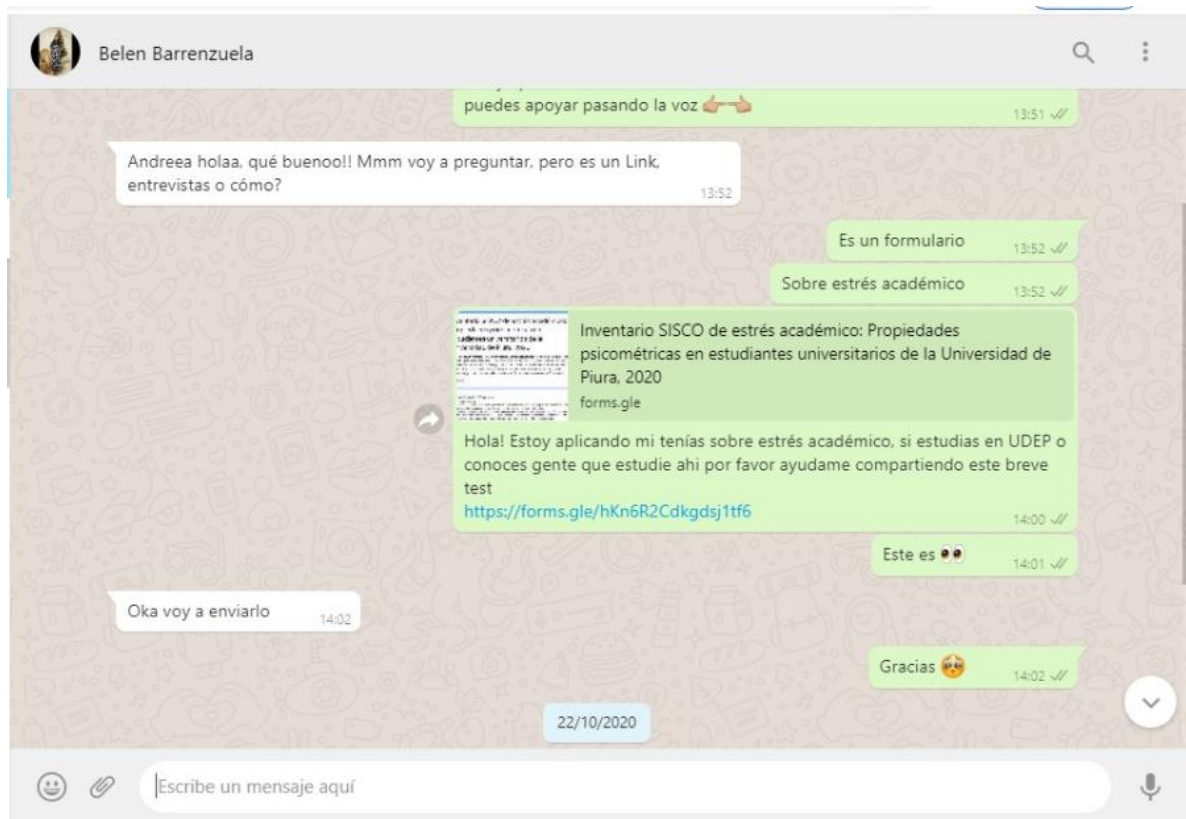 Belen Barrenzuela
puedes apoyar pasando la voz 👉🏼👈🏼
13:51
Andreea holaa, qué buenoo!! Mmm voy a preguntar, pero es un Link,
entrevistas o cómo?
13:52
Es un formulario
13:52
Sobre estrés académico
13:52
Inventario SISCO de estrés académico: Propiedades
psicométricas en estudiantes universitarios de la Universidad de
Piura, 2020
forms.gle
Hola! Estoy aplicando mi tenías sobre estrés académico, si estudias en UDEP o
conoces gente que estudie ahi por favor ayudame compartiendo este breve
test
https://forms.gle/hKn6R2Cdkgdsj1tf6
14:00
Este es 👀
14:01
Oka voy a enviarlo
14:02
Gracias 🥺
14:02
22/10/2020
Escribe un mensaje aquí